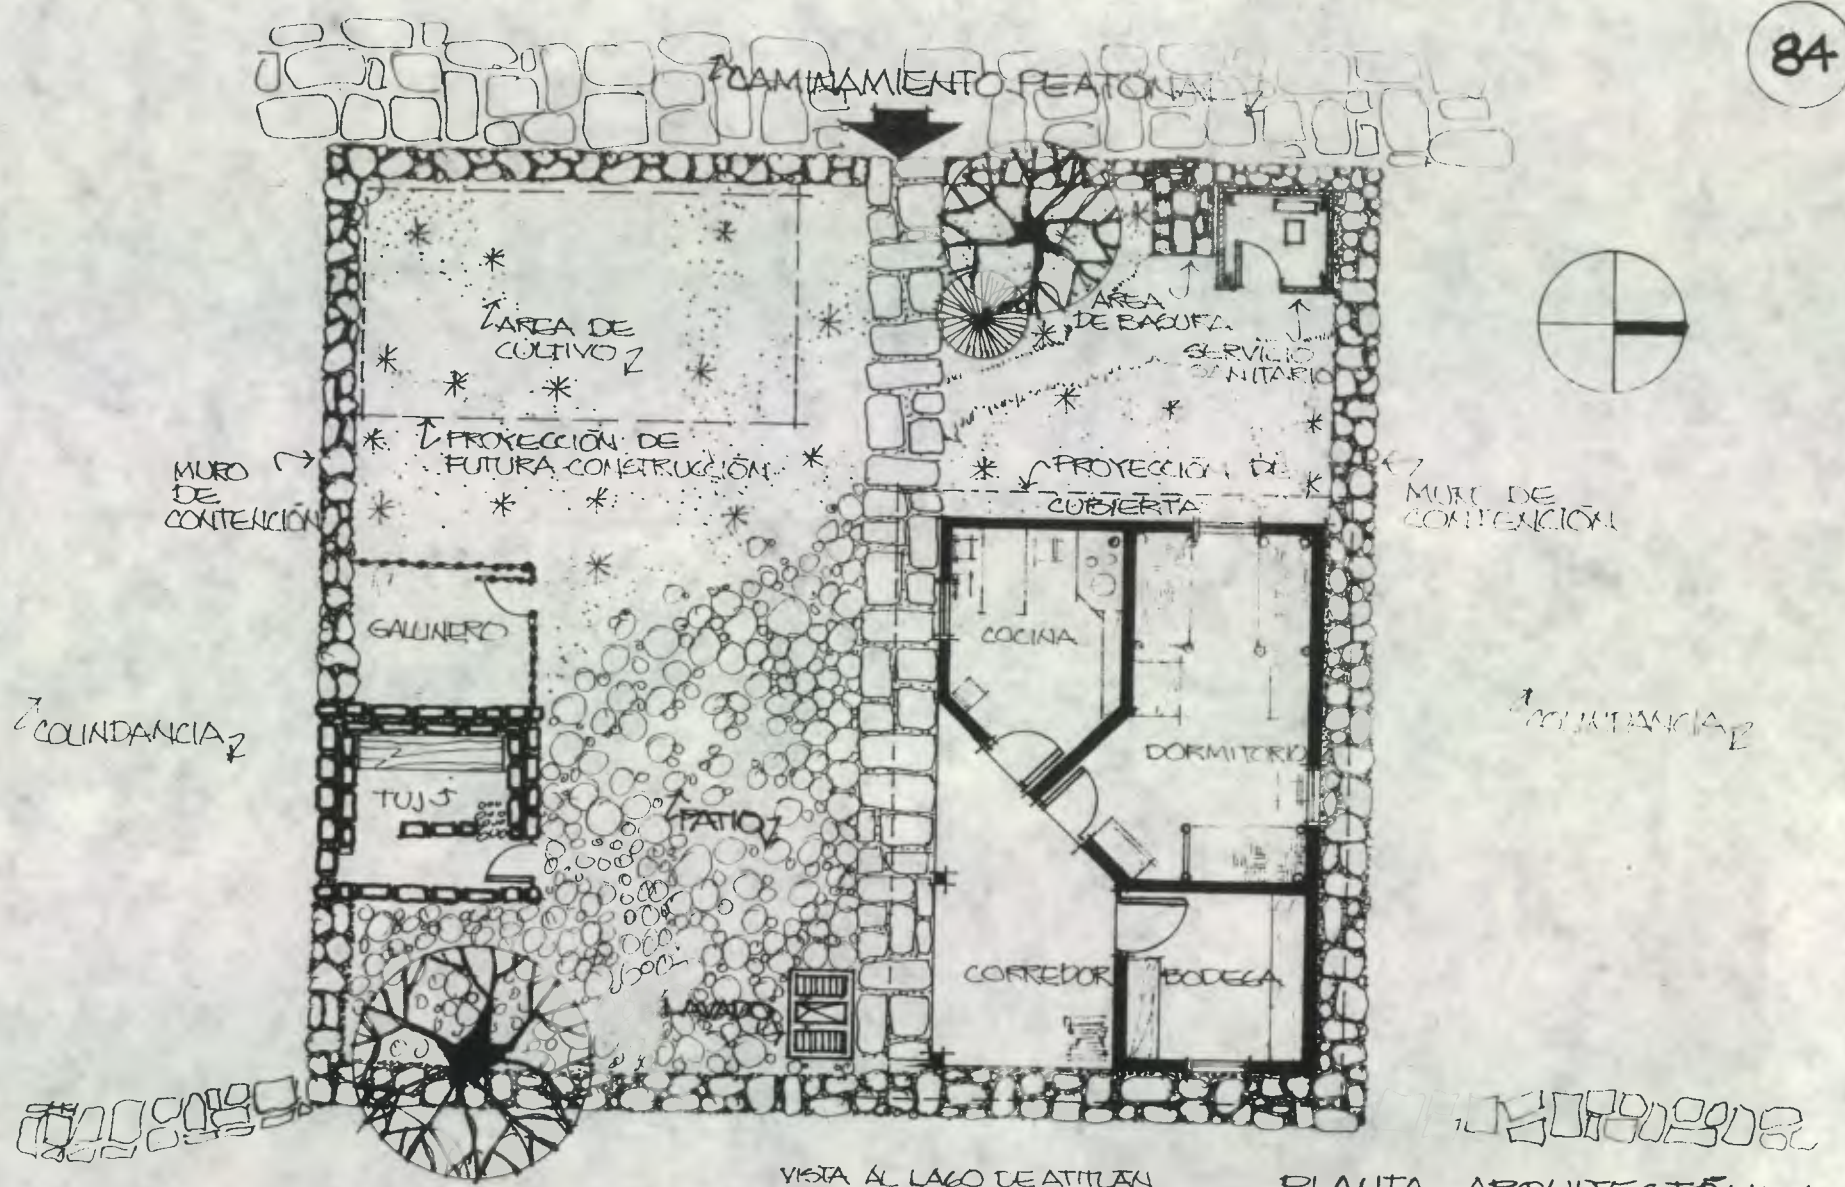 84
CAMINAMIENTO PEATONAL
AREA DE
CULTIVO
AREA
DE BASURA
SERVICIO
SANITARIO
PROYECCIÓN DE
FUTURA CONSTRUCCIÓN
PROYECCIÓN DE
CUBIERTA
MURO
DE
CONTENCIÓN
MURO DE
CONTENCIÓN
GALLINERO
COCINA
COLINDANCIA
COLINDANCIA
DORMITORIO
TUJ
PATIO
CORREDOR
BODEGA
LAVADO
VISTA AL LAGO DE ATITLÁN
PLANTA